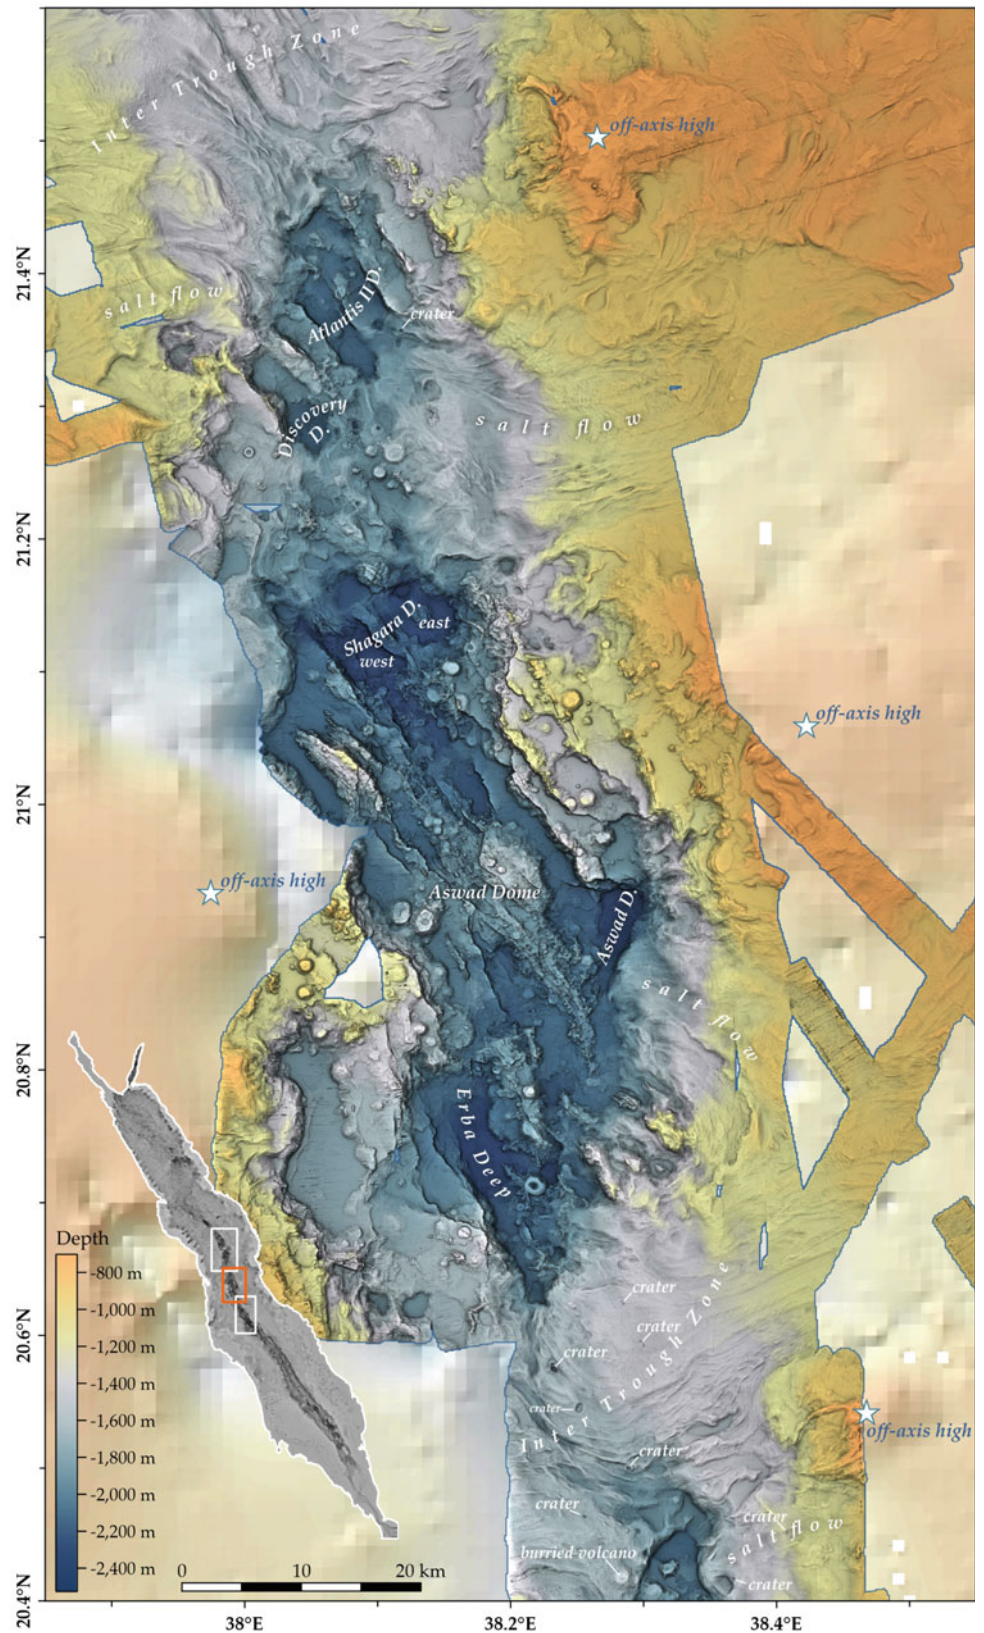 Inter Trough Zone
off-axis high
21.4°N
salt flow
Atlantis II D.
crater
Discovery
D.
salt flow
21.2°N
Shagara D.
east
west
off-axis high
21°N
off-axis high
Aswad Dome
Aswad D.
salt flow
20.8°N
Erba Deep
Depth
-800 m
-1,000 m
-1,200 m
-1,400 m
-1,600 m
-1,800 m
-2,000 m
-2,200 m
-2,400 m
crater
crater
20.6°N
crater
Inter Trough Zone
crater
off-axis high
crater
crater
crater
salt flow
burried volcano
crater
0 10 20 km
20.4°N
38°E
38.2°E
38.4°E